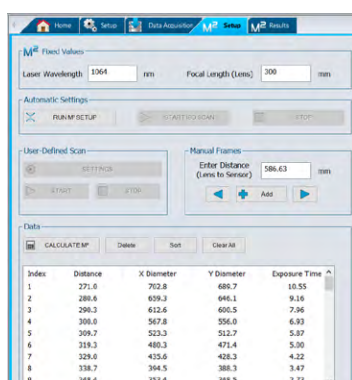 Home Setup Data Acquisition M² Setup M² Results
M² Fixed Values
Laser Wavelength 1064 nm Focal Length (Lens) 300 mm
Automatic Settings
RUN M² SETUP START ISO SCAN STOP
User-Defined Scan
SETTINGS
START STOP
Manual Frames
Enter Distance
(Lens to Sensor) 586.63 mm
Add
Data
CALCULATE M² Delete Sort Clear All
Index Distance X Diameter Y Diameter Exposure Time
1 271.0 702.8 689.7 10.55
2 280.6 659.3 646.1 9.16
3 290.3 612.6 600.5 7.96
4 300.0 567.8 556.0 6.93
5 309.7 523.3 512.7 5.87
6 319.3 480.3 471.4 5.00
7 329.0 435.6 428.3 4.22
8 338.7 394.5 388.3 3.47